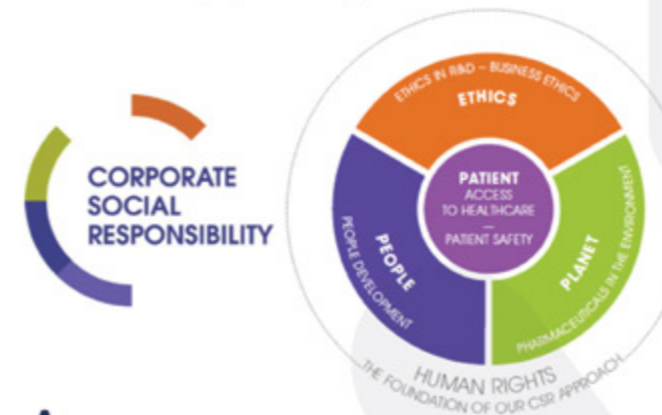 CORPORATE
SOCIAL
RESPONSIBILITY
ETHICS IN R&D – BUSINESS ETHICS
ETHICS
PATIENT
ACCESS
TO HEALTHCARE
—
PATIENT SAFETY
PEOPLE
PEOPLE DEVELOPMENT
PLANET
PHARMACEUTICALS IN THE ENVIRONMENT
HUMAN RIGHTS
THE FOUNDATION OF OUR CSR APPROACH